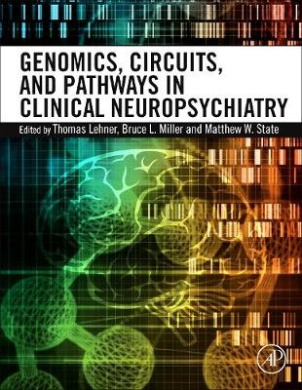 GENOMICS, CIRCUITS,
AND PATHWAYS IN
CLINICAL NEUROPSYCHIATRY
Edited by Thomas Lehner, Bruce L. Miller and Matthew W. State
AP